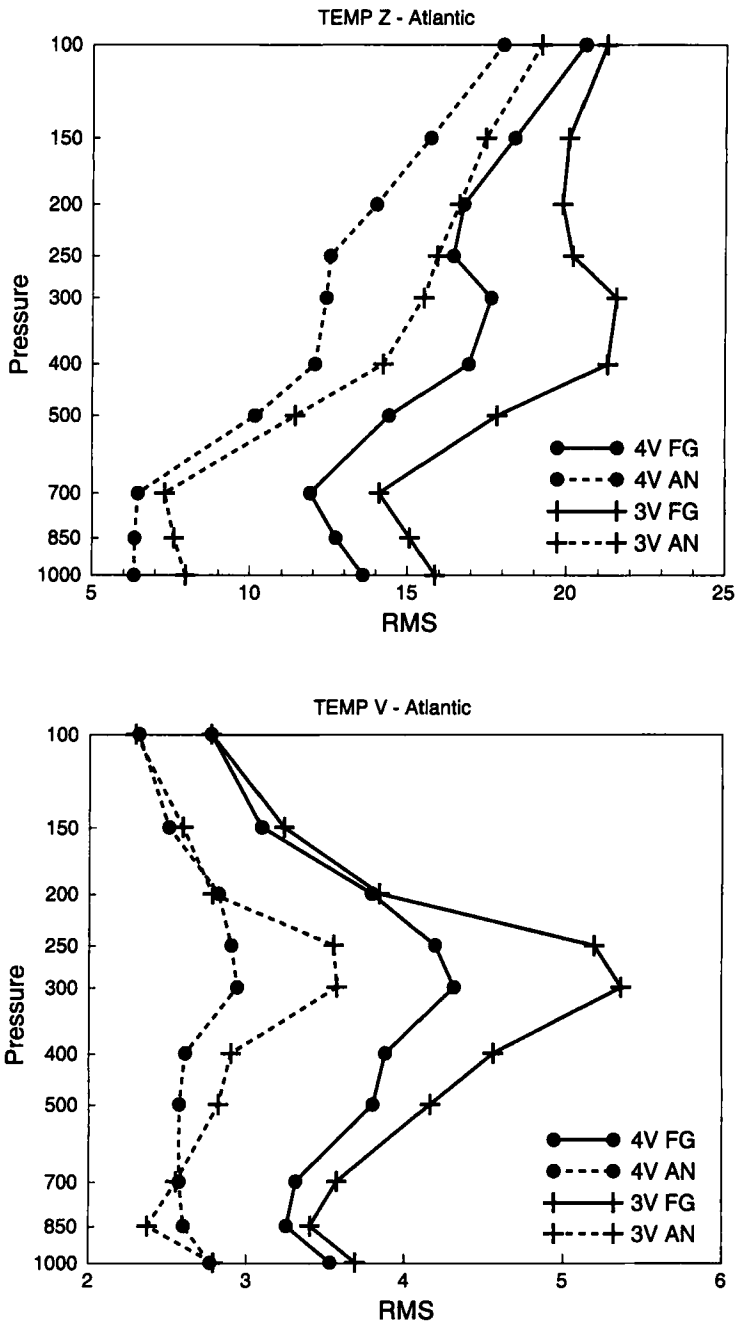 TEMP Z - Atlantic
100
150
200
250
300
400
500
700
850
1000
Pressure
4V FG
4V AN
3V FG
3V AN
5 10 15 20 25
RMS
TEMP V - Atlantic
100
150
200
250
300
400
500
700
850
1000
Pressure
4V FG
4V AN
3V FG
3V AN
2 3 4 5 6
RMS